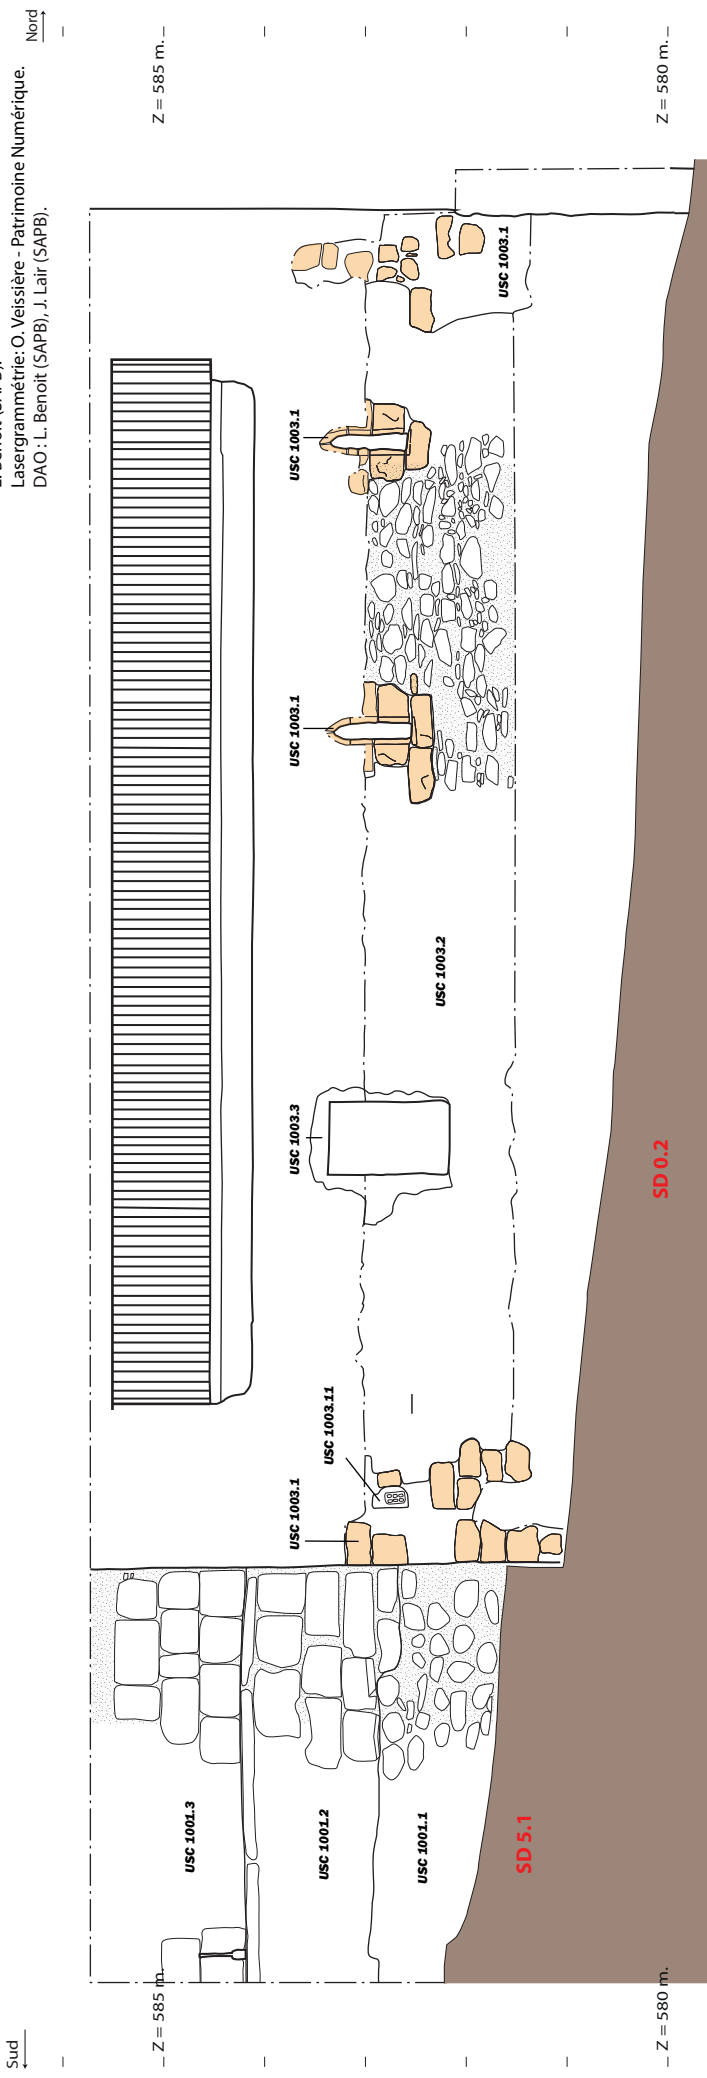 Lasergrammétrie: O. Veissière - Patrimoine Numérique.
DAO : L. Benoit (SAPB), J. Lair (SAPB).
Sud
Nord
Z = 585 m.
Z = 585 m.
Z = 580 m.
Z = 580 m.
USC 1001.3
USC 1001.2
USC 1001.1
USC 1003.1
USC 1003.11
USC 1003.3
USC 1003.2
USC 1003.1
USC 1003.1
USC 1003.1
SD 5.1
SD 0.2